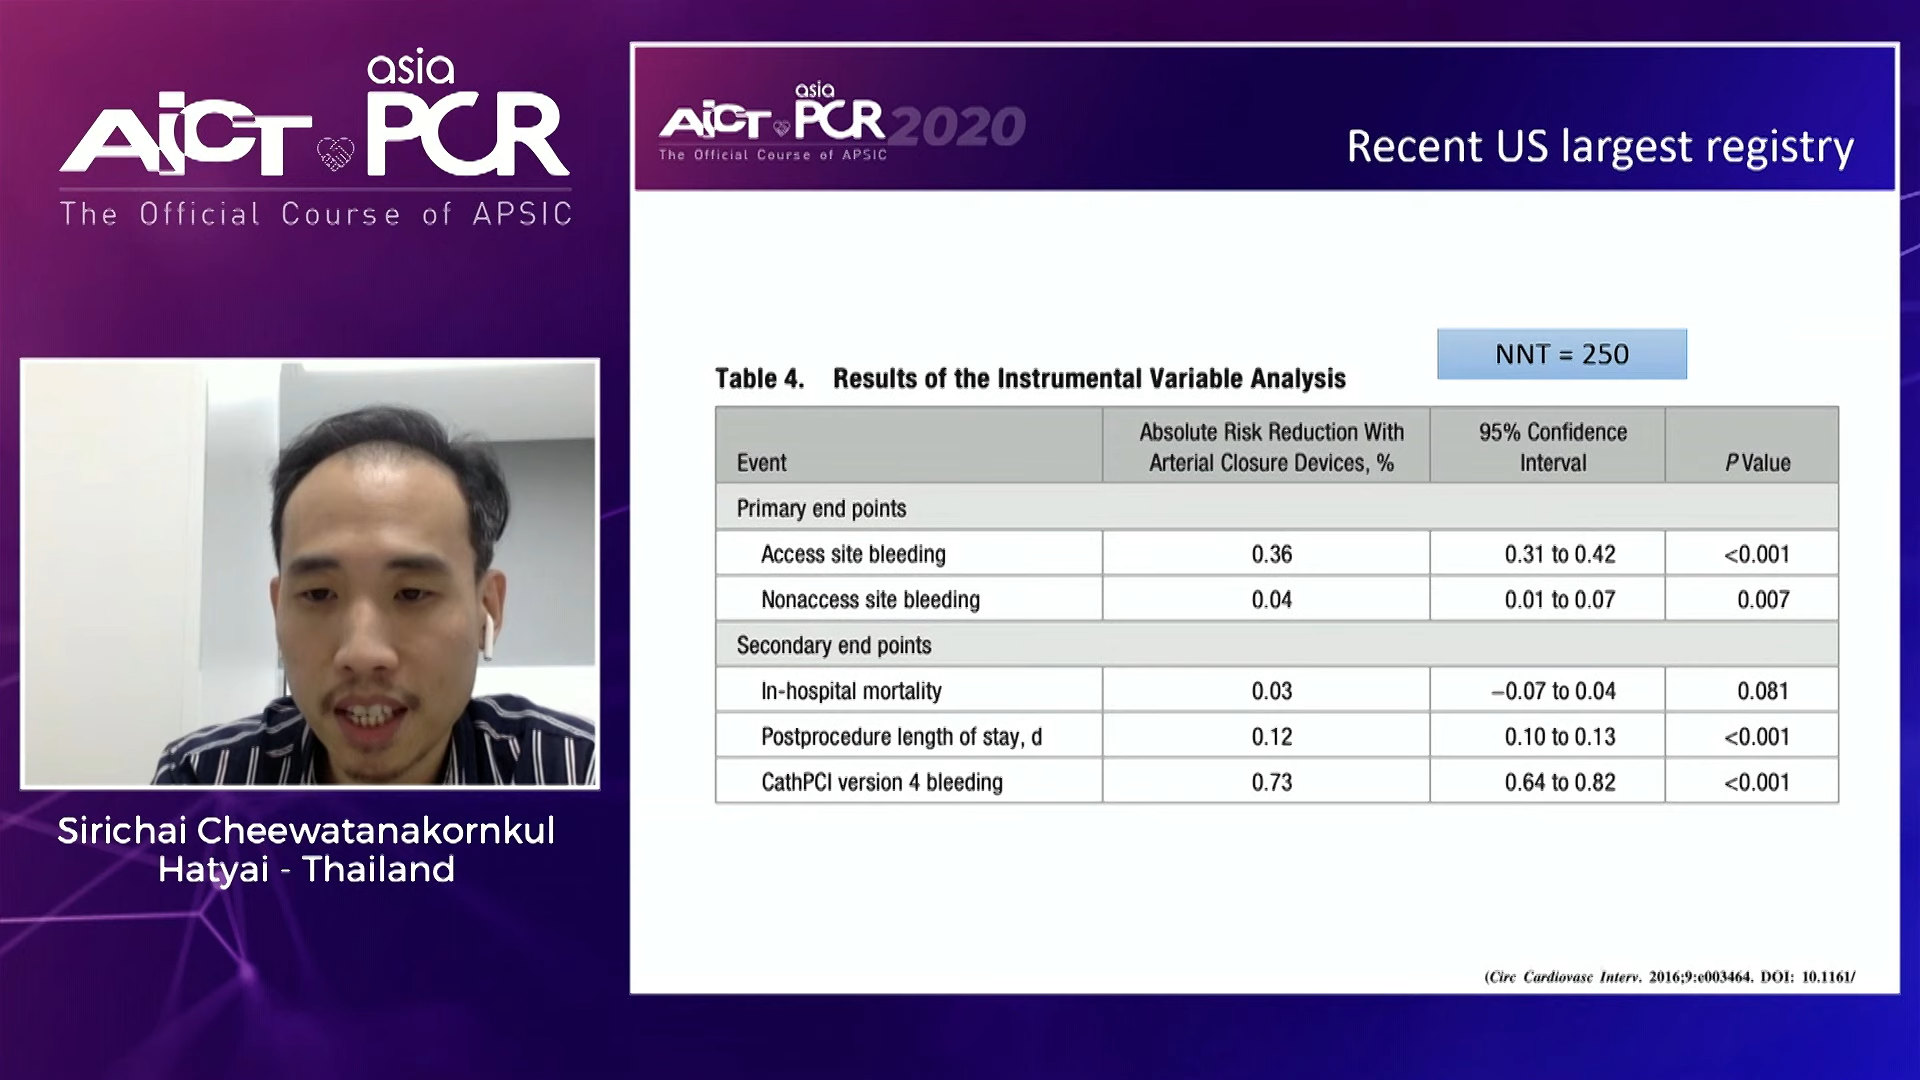 asia
AiCT PCR
The Official Course of APSIC
Sirichai Cheewatanakornkul
Hatyai - Thailand
asia
AiCT PCR 2020
The Official Course of APSIC
Recent US largest registry
NNT = 250
Table 4. Results of the Instrumental Variable Analysis
Event Absolute Risk Reduction With Arterial Closure Devices, % 95% Confidence Interval P Value
Primary end points
Access site bleeding 0.36 0.31 to 0.42 <0.001
Nonaccess site bleeding 0.04 0.01 to 0.07 0.007
Secondary end points
In-hospital mortality 0.03 −0.07 to 0.04 0.081
Postprocedure length of stay, d 0.12 0.10 to 0.13 <0.001
CathPCI version 4 bleeding 0.73 0.64 to 0.82 <0.001
(Circ Cardiovasc Interv. 2016;9:e003464. DOI: 10.1161/